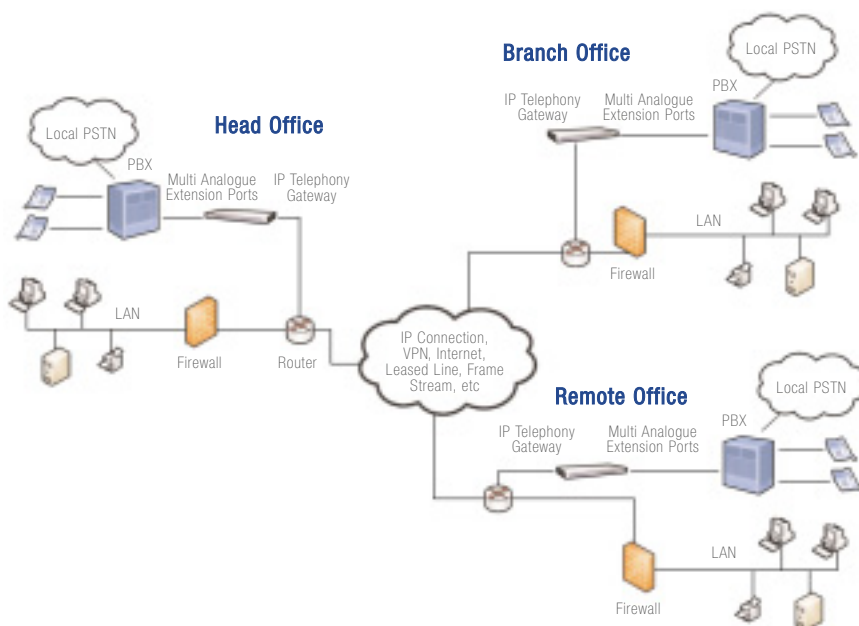 Head Office
Local PSTN
PBX
Multi Analogue
Extension Ports
IP Telephony
Gateway
LAN
Firewall
Router
IP Connection,
VPN, Internet,
Leased Line, Frame
Stream, etc
Branch Office
Local PSTN
IP Telephony
Gateway
Multi Analogue
Extension Ports
PBX
LAN
Firewall
Remote Office
Local PSTN
IP Telephony
Gateway
Multi Analogue
Extension Ports
PBX
LAN
Firewall